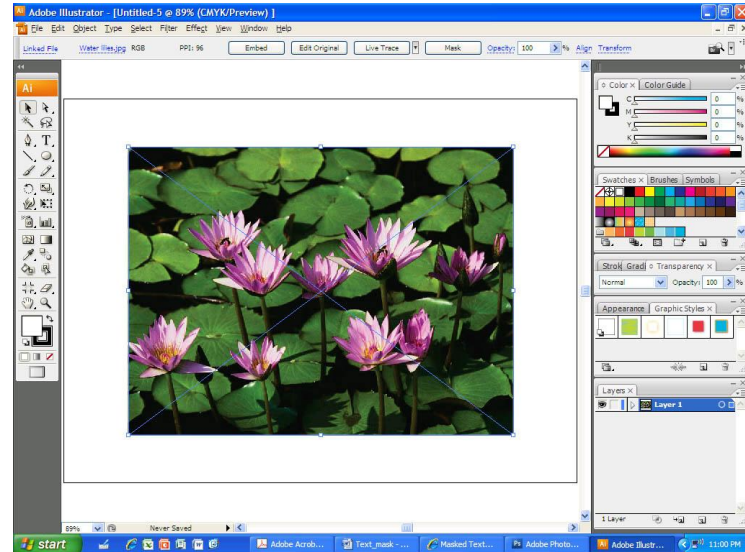 Adobe Illustrator - [Untitled-5 @ 89% (CMYK/Preview) ]
File Edit Object Type Select Filter Effect View Window Help
Linked File Water lilies.jpg RGB PPI: 96 Embed Edit Original Live Trace Mask Opacity: 100 % Align Transform
Ai
Color × Color Guide
C 0 %
M 0 %
Y 0 %
K 0 %
Swatches × Brushes Symbols
Strok Gradi Transparency ×
Normal Opacity: 100 %
Appearance Graphic Styles ×
Layers ×
Layer 1
1 Layer
89% Never Saved
start Adobe Acrob... Text_mask - ... Masked Text... Adobe Photo... Adobe Illustr... 11:00 PM